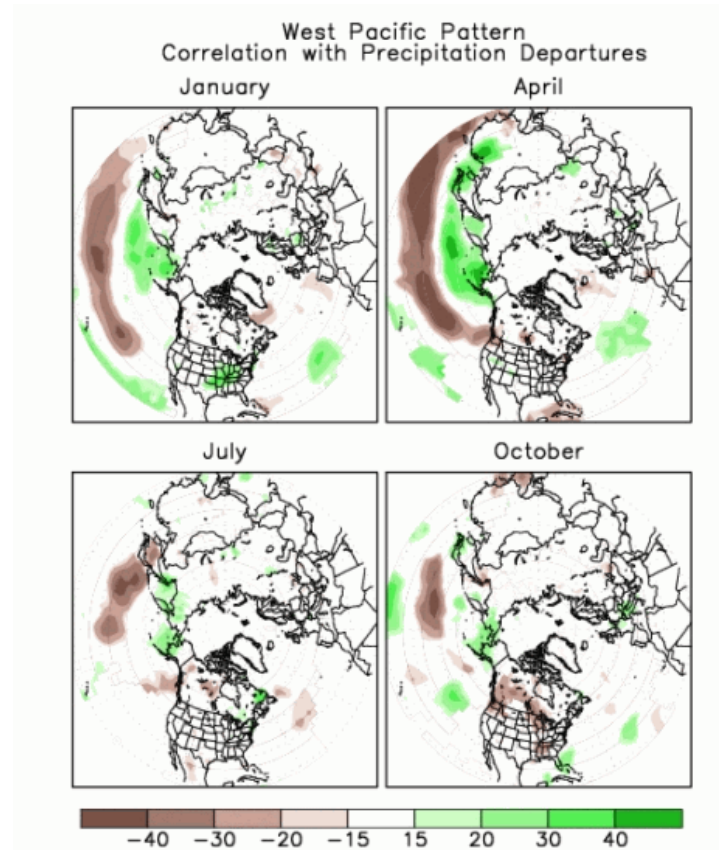 West Pacific Pattern
Correlation with Precipitation Departures
January
April
July
October
−40 −30 −20 −15 15 20 30 40